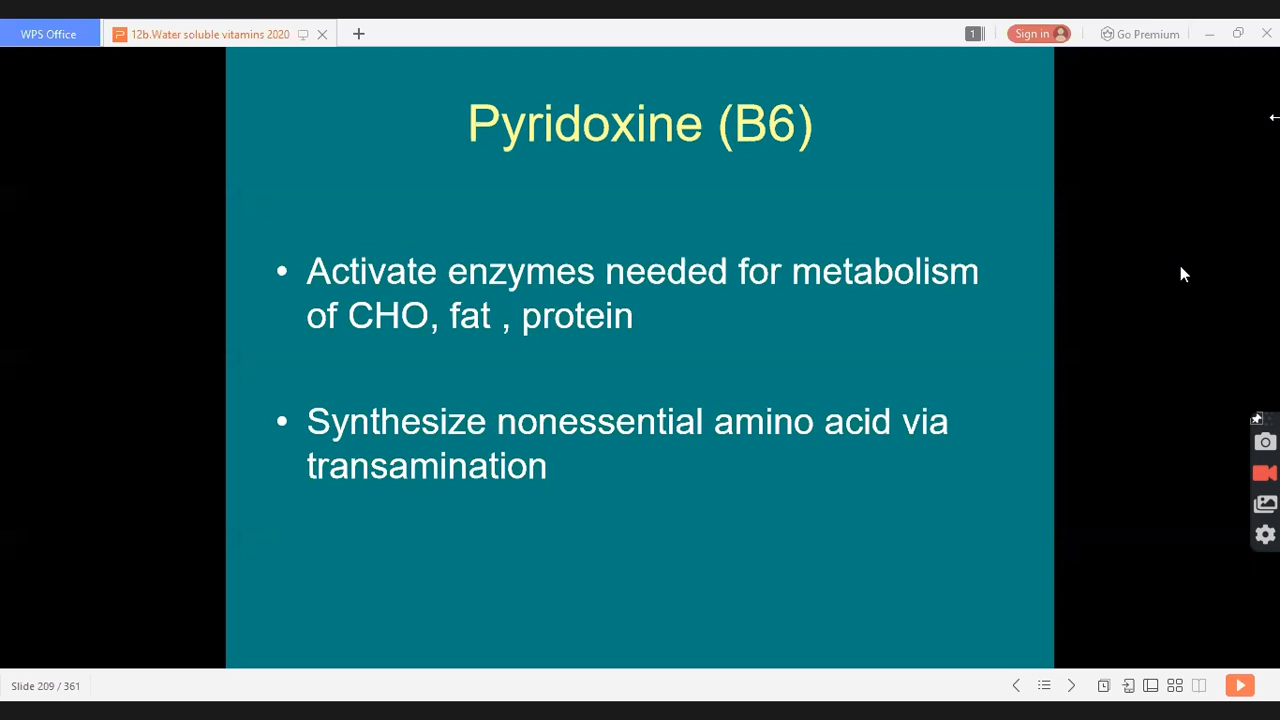 WPS Office
12b.Water soluble vitamins 2020
1
Sign in
Go Premium
Pyridoxine (B6)
• Activate enzymes needed for metabolism
of CHO, fat , protein
• Synthesize nonessential amino acid via
transamination
Slide 209 / 361